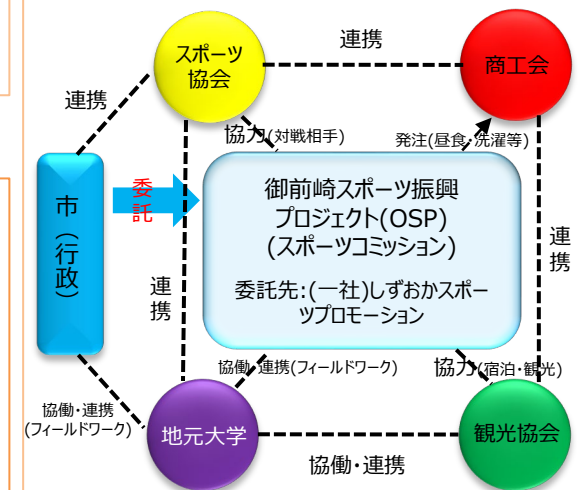 連携
スポーツ
協会
商工会
連携
協力(対戦相手)
発注(昼食・洗濯等)
市(行政)
委託
御前崎スポーツ振興
プロジェクト(OSP)
(スポーツコミッション)
委託先:(一社)しずおかスポー
ツプロモーション
連携
連携
協働・連携(フィールドワーク)
協力(宿泊・観光)
協働・連携
(フィールドワーク)
地元大学
観光協会
協働・連携